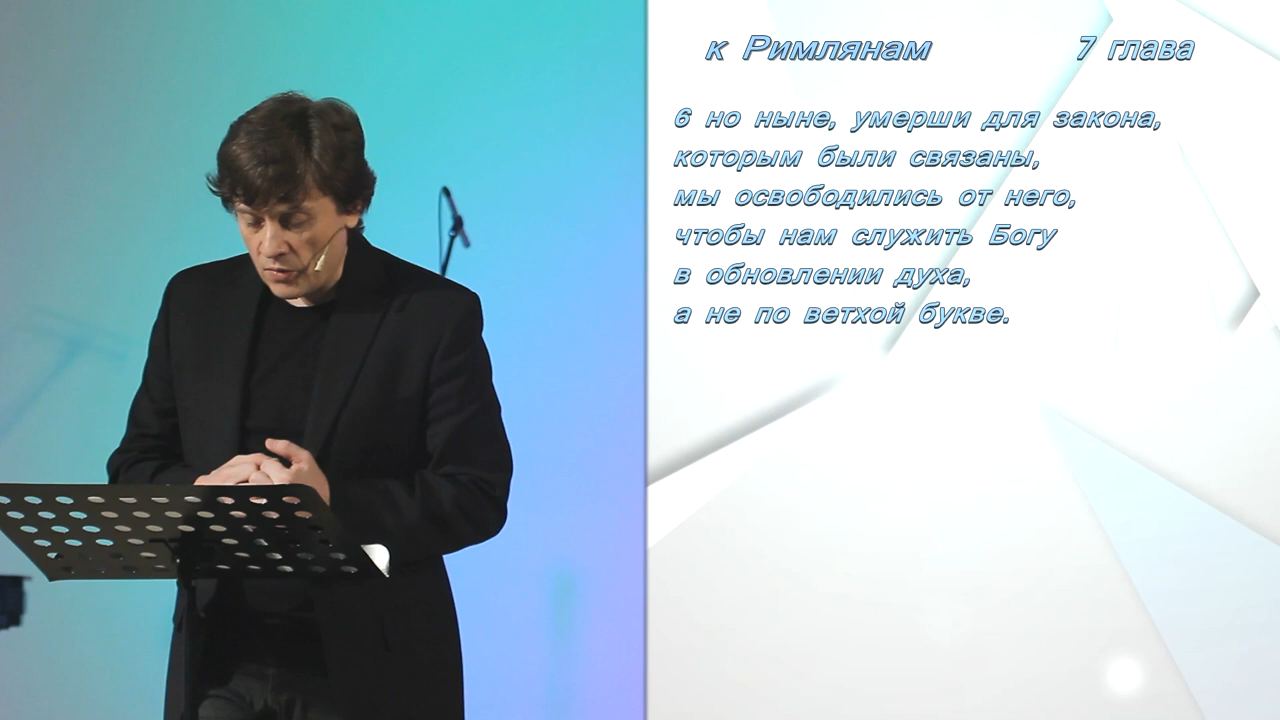 к Римлянам 7 глава
6 но ныне, умерши для закона,
которым были связаны,
мы освободились от него,
чтобы нам служить Богу
в обновлении духа,
а не по ветхой букве.